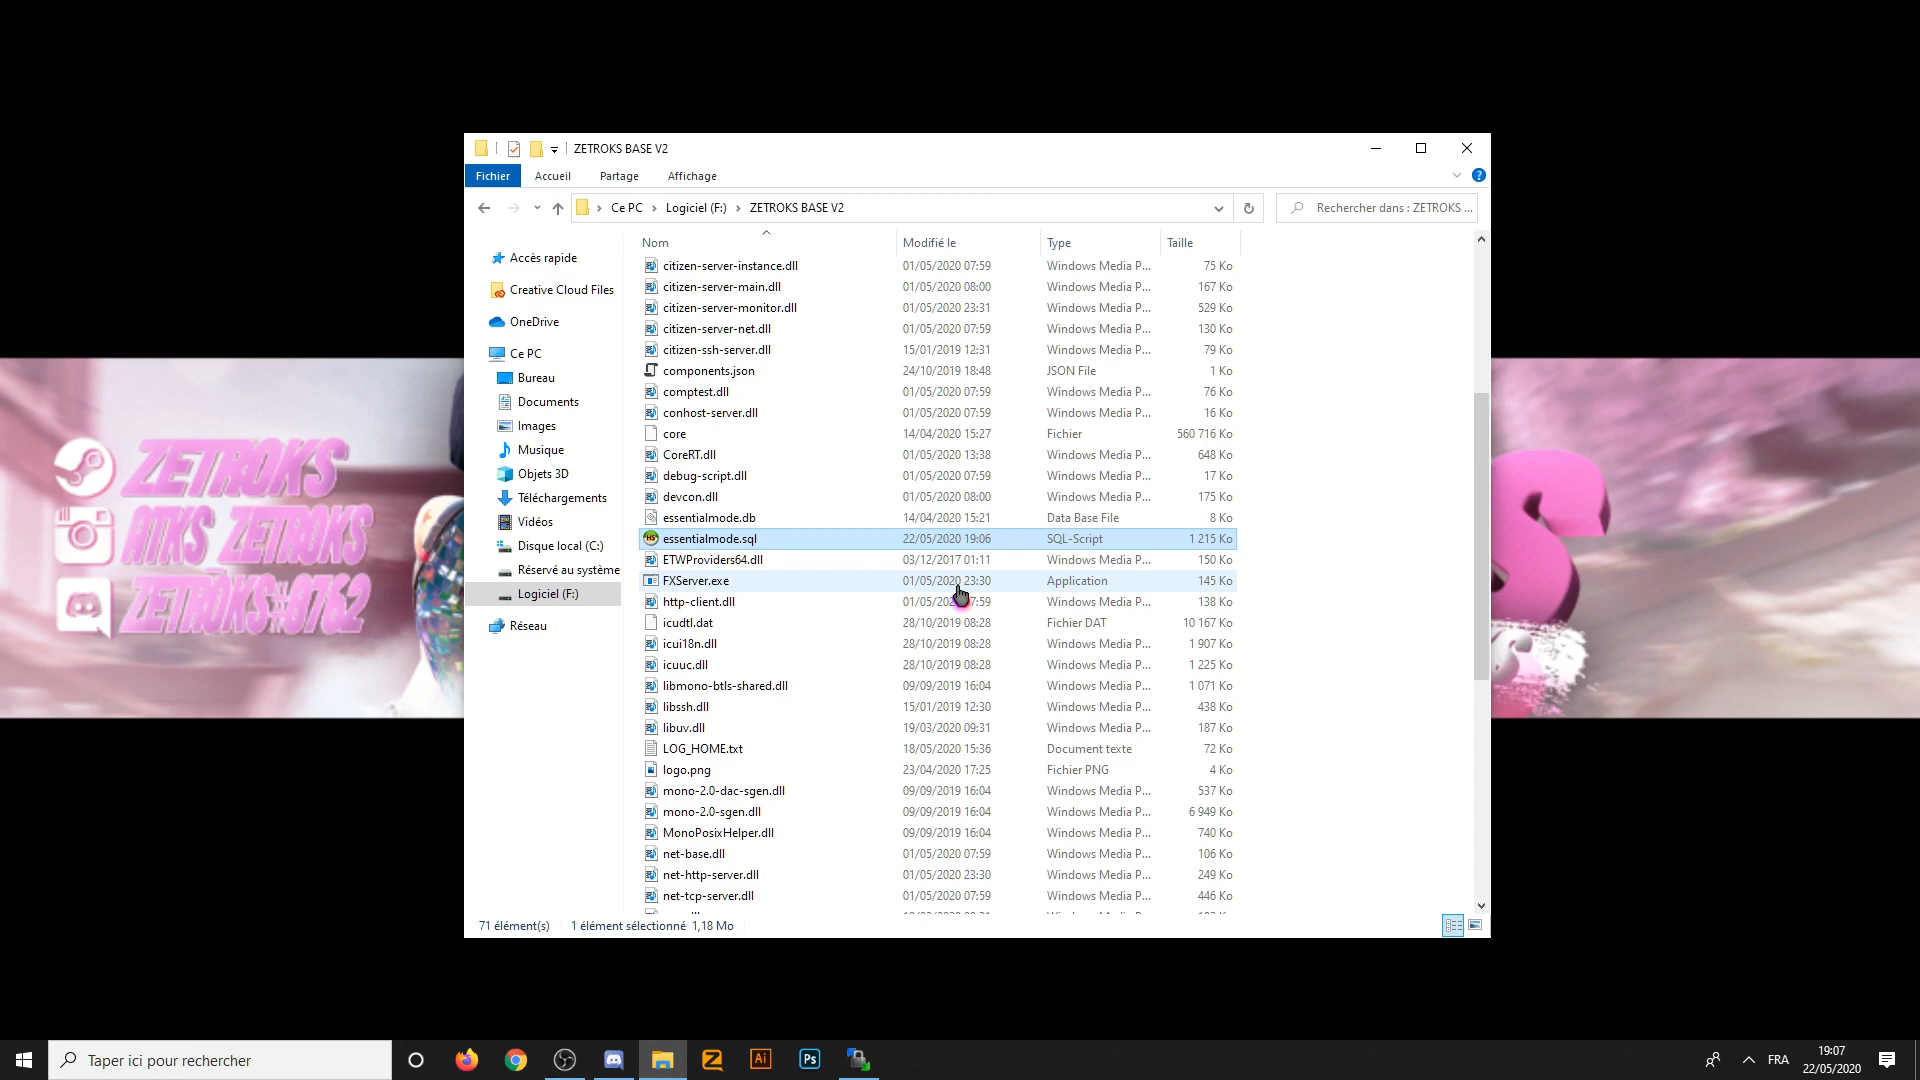 ZETROKS BASE V2
Fichier Accueil Partage Affichage
Ce PC Logiciel (F:) ZETROKS BASE V2 Rechercher dans : ZETROKS ...
Nom Modifié le Type Taille
Accès rapide
Creative Cloud Files
OneDrive
Ce PC
Bureau
Documents
Images
Musique
Objets 3D
Téléchargements
Vidéos
Disque local (C:)
Réservé au système
Logiciel (F:)
Réseau
citizen-server-instance.dll 01/05/2020 07:59 Windows Media P... 75 Ko
citizen-server-main.dll 01/05/2020 08:00 Windows Media P... 167 Ko
citizen-server-monitor.dll 01/05/2020 23:31 Windows Media P... 529 Ko
citizen-server-net.dll 01/05/2020 07:59 Windows Media P... 130 Ko
citizen-ssh-server.dll 15/01/2019 12:31 Windows Media P... 79 Ko
components.json 24/10/2019 18:48 JSON File 1 Ko
comptest.dll 01/05/2020 07:59 Windows Media P... 76 Ko
conhost-server.dll 01/05/2020 07:59 Windows Media P... 16 Ko
core 14/04/2020 15:27 Fichier 560 716 Ko
CoreRT.dll 01/05/2020 13:38 Windows Media P... 648 Ko
debug-script.dll 01/05/2020 07:59 Windows Media P... 17 Ko
devcon.dll 01/05/2020 08:00 Windows Media P... 175 Ko
essentialmode.db 14/04/2020 15:21 Data Base File 8 Ko
essentialmode.sql 22/05/2020 19:06 SQL-Script 1 215 Ko
ETWProviders64.dll 03/12/2017 01:11 Windows Media P... 150 Ko
FXServer.exe 01/05/2020 23:30 Application 145 Ko
http-client.dll Windows Media P... 138 Ko
icudtl.dat 28/10/2019 08:28 Fichier DAT 10 167 Ko
icui18n.dll 28/10/2019 08:28 Windows Media P... 1 907 Ko
icuuc.dll 28/10/2019 08:28 Windows Media P... 1 225 Ko
libmono-btls-shared.dll 09/09/2019 16:04 Windows Media P... 1 071 Ko
libssh.dll 15/01/2019 12:30 Windows Media P... 438 Ko
libuv.dll 19/03/2020 09:31 Windows Media P... 187 Ko
LOG_HOME.txt 18/05/2020 15:36 Document texte 72 Ko
logo.png 23/04/2020 17:25 Fichier PNG 4 Ko
mono-2.0-dac-sgen.dll 09/09/2019 16:04 Windows Media P... 537 Ko
mono-2.0-sgen.dll 09/09/2019 16:04 Windows Media P... 6 949 Ko
MonoPosixHelper.dll 09/09/2019 16:04 Windows Media P... 740 Ko
net-base.dll 01/05/2020 07:59 Windows Media P... 106 Ko
net-http-server.dll 01/05/2020 23:30 Windows Media P... 249 Ko
net-tcp-server.dll 01/05/2020 07:59 Windows Media P... 446 Ko
71 élément(s) 1 élément sélectionné 1,18 Mo
ZETROKS
ATKS_ZETROKS
ZETROKS#8762
S
Taper ici pour rechercher
Ai
Ps
FRA
19:07
22/05/2020